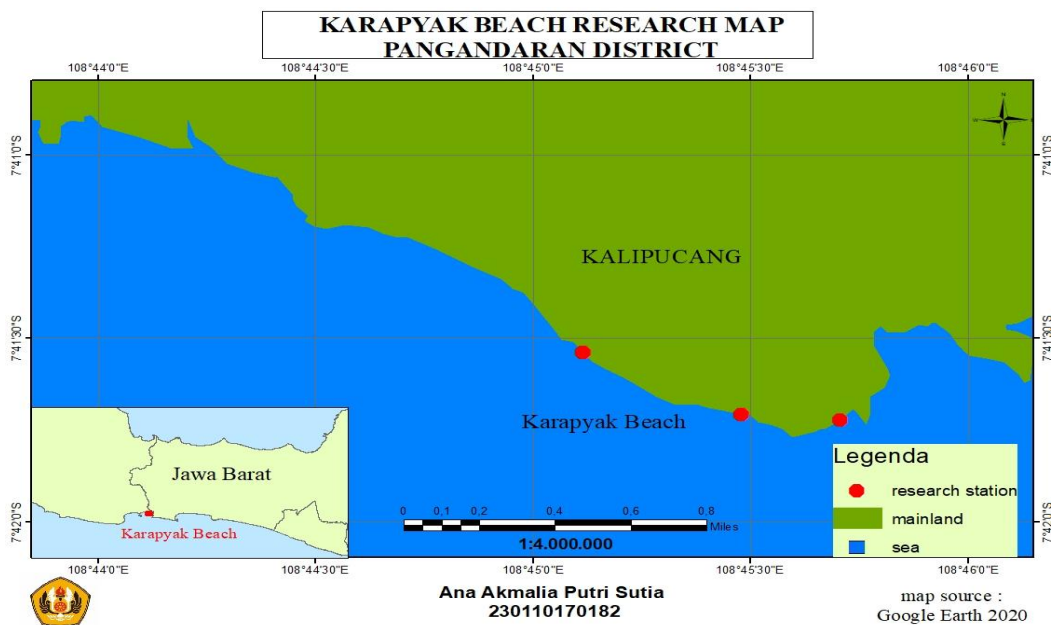 KARAPYAK BEACH RESEARCH MAP
PANGANDARAN DISTRICT
108°44'0"E 108°44'30"E 108°45'0"E 108°45'30"E 108°46'0"E
N
W E
S
7°41'0"S 7°41'0"S
KALIPUCANG
7°41'30"S 7°41'30"S
Karapyak Beach
Jawa Barat
Karapyak Beach
Legenda
research station
mainland
sea
0 0,1 0,2 0,4 0,6 0,8
Miles
1:4.000.000
7°42'0"S 7°42'0"S
108°44'0"E 108°44'30"E 108°45'0"E 108°45'30"E 108°46'0"E
Ana Akmalia Putri Sutia
230110170182
map source :
Google Earth 2020